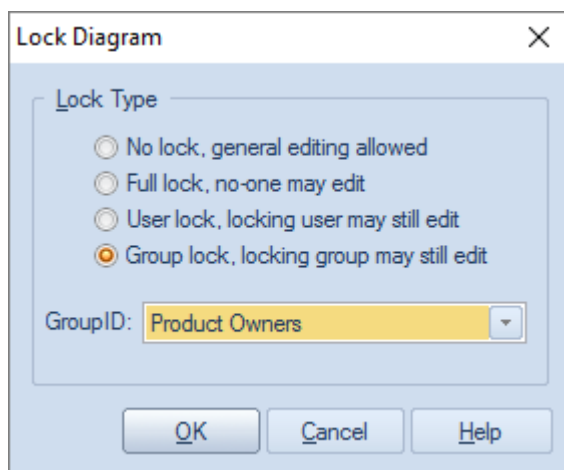 Lock Diagram
Lock Type
No lock, general editing allowed
Full lock, no-one may edit
User lock, locking user may still edit
Group lock, locking group may still edit
GroupID: Product Owners
OK Cancel Help